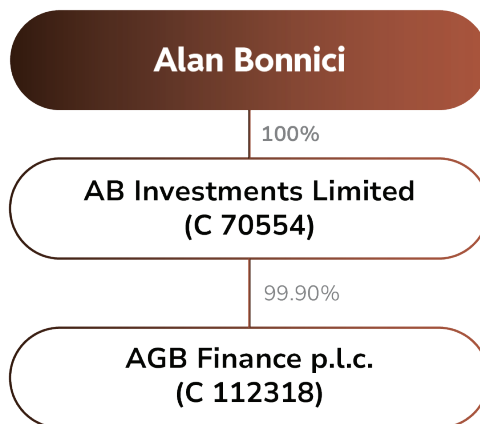 Alan Bonnici
100%
AB Investments Limited
(C 70554)
99.90%
AGB Finance p.l.c.
(C 112318)